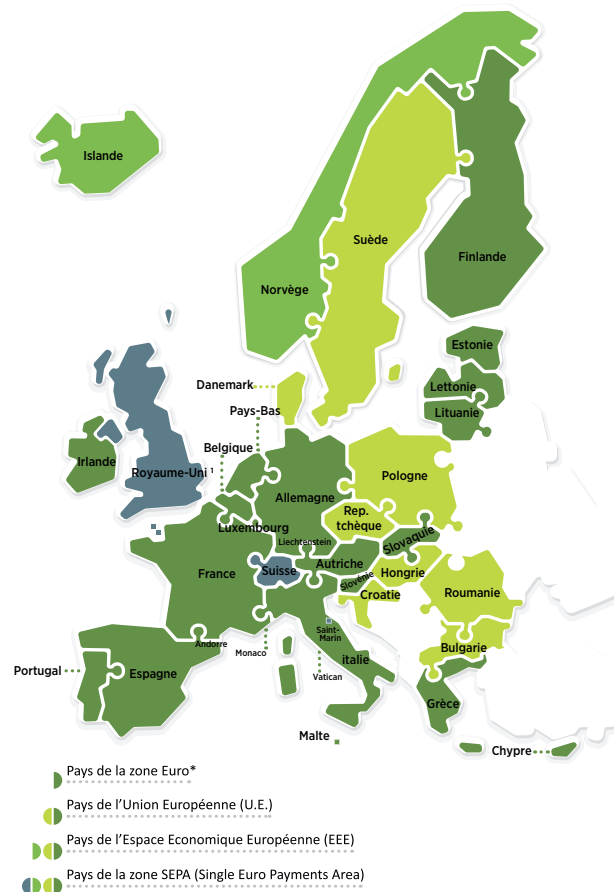 Islande
Suède
Finlande
Norvège
Estonie
Danemark
Lettonie
Pays-Bas
Lituanie
Belgique
Irlande
Royaume-Uni ¹
Pologne
Allemagne
Rep.
tchèque
Luxembourg
Slovaquie
Liechtenstein
Autriche
Suisse
France
Hongrie
Slovénie
Croatie
Roumanie
Saint-
Marin
Andorre
Monaco
Bulgarie
italie
Portugal
Espagne
Vatican
Grèce
Malte
Chypre
Pays de la zone Euro*
Pays de l'Union Européenne (U.E.)
Pays de l'Espace Economique Européenne (EEE)
Pays de la zone SEPA (Single Euro Payments Area)